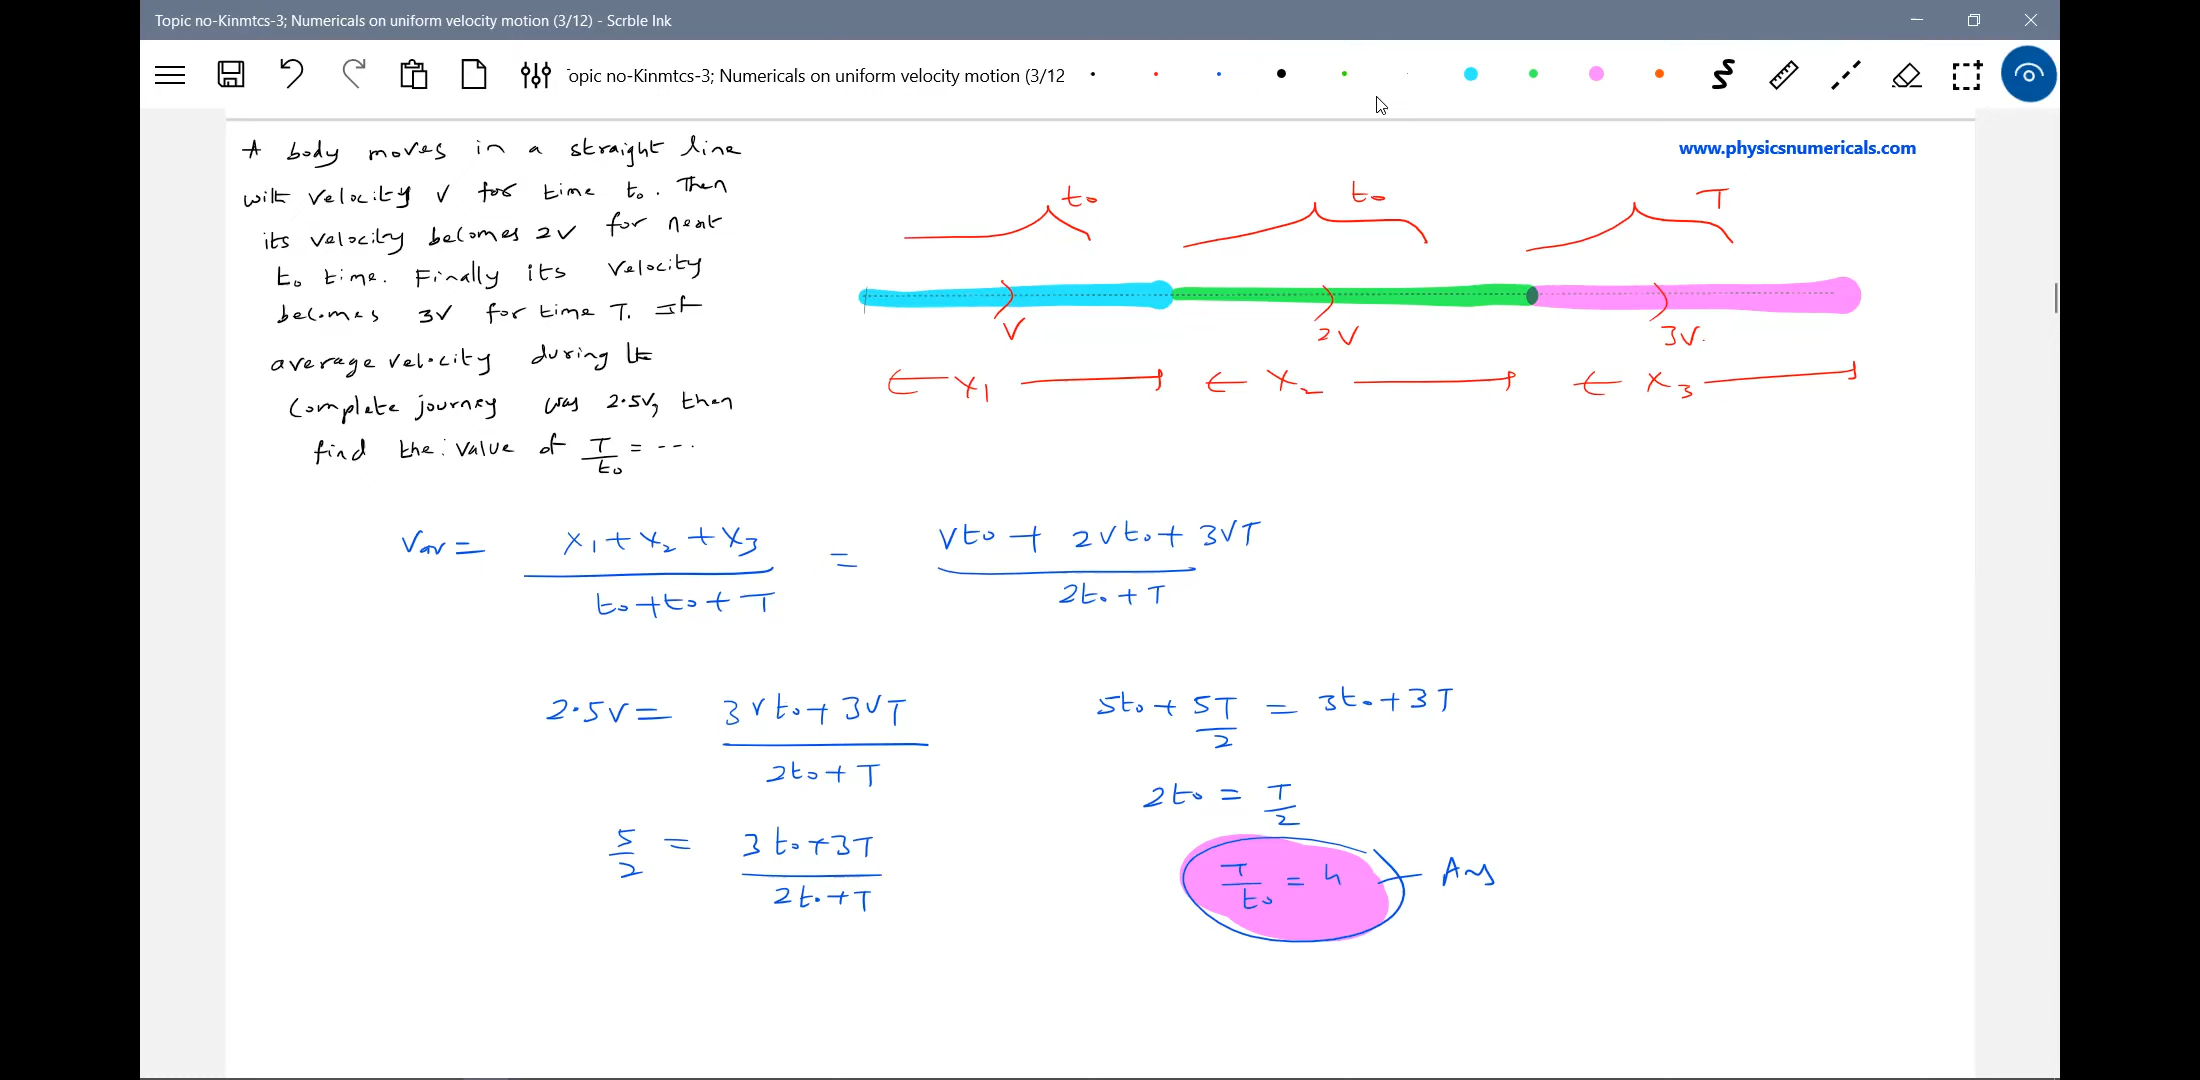 Topic no-Kinmtcs-3; Numericals on uniform velocity motion (3/12) - Scrble Ink
opic no-Kinmtcs-3; Numericals on uniform velocity motion (3/12
www.physicsnumericals.com
A body moves in a straight line
with velocity V for time t₀. Then
its velocity becomes 2V for next
t₀ time. Finally its velocity
becomes 3V for time T. If
average velocity during the
complete journey was 2.5V, then
find the value of T/t₀ = ---.
t₀ t₀ T
V 2V 3V.
x₁ x₂ x₃
Vav = (x₁ + x₂ + x₃)/(t₀ + t₀ + T) = (Vt₀ + 2Vt₀ + 3VT)/(2t₀ + T)
2.5V = (3Vt₀ + 3VT)/(2t₀ + T)
5/2 = (3t₀ + 3T)/(2t₀ + T)
5t₀ + 5T/2 = 3t₀ + 3T
2t₀ = T/2
T/t₀ = 4 Ans